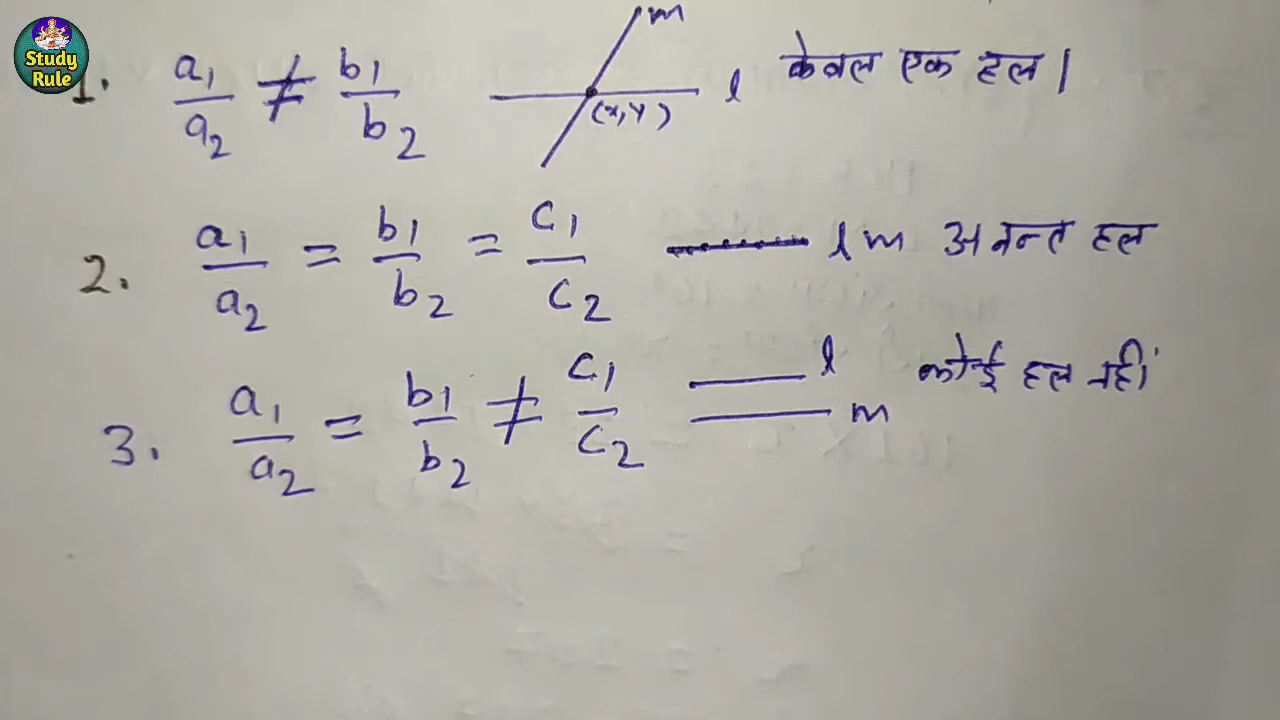 Study Rule
1. a1/a2 ≠ b1/b2 m l (x,y) केवल एक हल।
2. a1/a2 = b1/b2 = c1/c2 l m अनन्त हल
3. a1/a2 = b1/b2 ≠ c1/c2 l m कोई हल नहीं